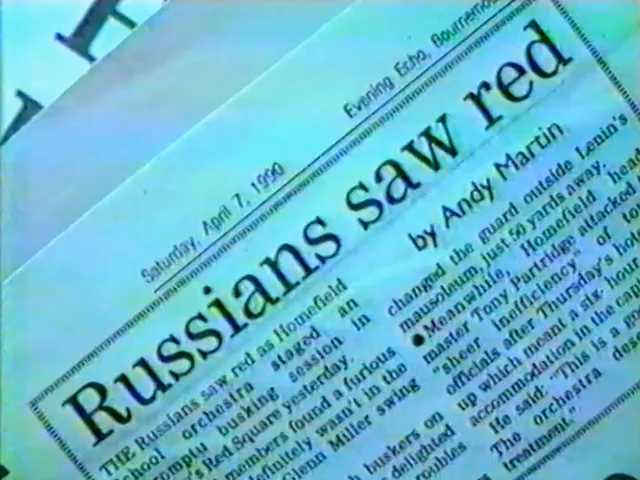 Saturday, April 7, 1990
Evening Echo,
Russians saw red
by Andy Martin
THE Russians saw red as Homefield
school orchestra staged an
impromptu busking session in
Red Square yesterday.
members found a furious
definitely wasn't in the
Glenn Miller swing
buskers on
delighted
changed the guard outside Lenin's
mausoleum, just 50 yards away.
● Meanwhile, Homefield
master Tony Partridge attacked
"sheer inefficiency" of
officials after Thursday's
up which meant a six-hour
accommodation in the
He said: "This is a
The orchestra
treatment."